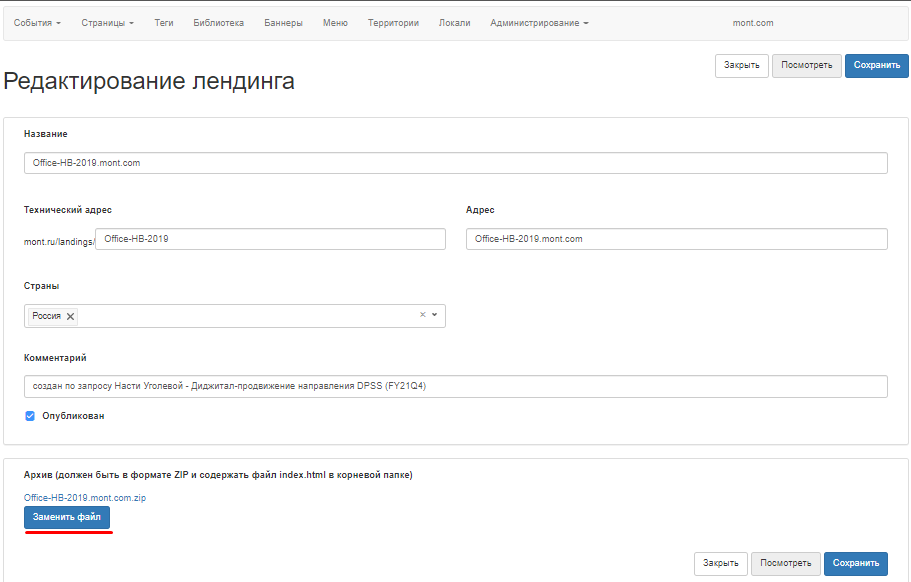 События Страницы Теги Библиотека Баннеры Меню Территории Локали Администрирование mont.com
Закрыть Посмотреть Сохранить
Редактирование лендинга
Название
Office-HB-2019.mont.com
Технический адрес Адрес
mont.ru/landings/ Office-HB-2019 Office-HB-2019.mont.com
Страны
Россия
Комментарий
создан по запросу Насти Уголевой - Диджитал-продвижение направления DPSS (FY21Q4)
Опубликован
Архив (должен быть в формате ZIP и содержать файл index.html в корневой папке)
Office-HB-2019.mont.com.zip
Заменить файл
Закрыть Посмотреть Сохранить